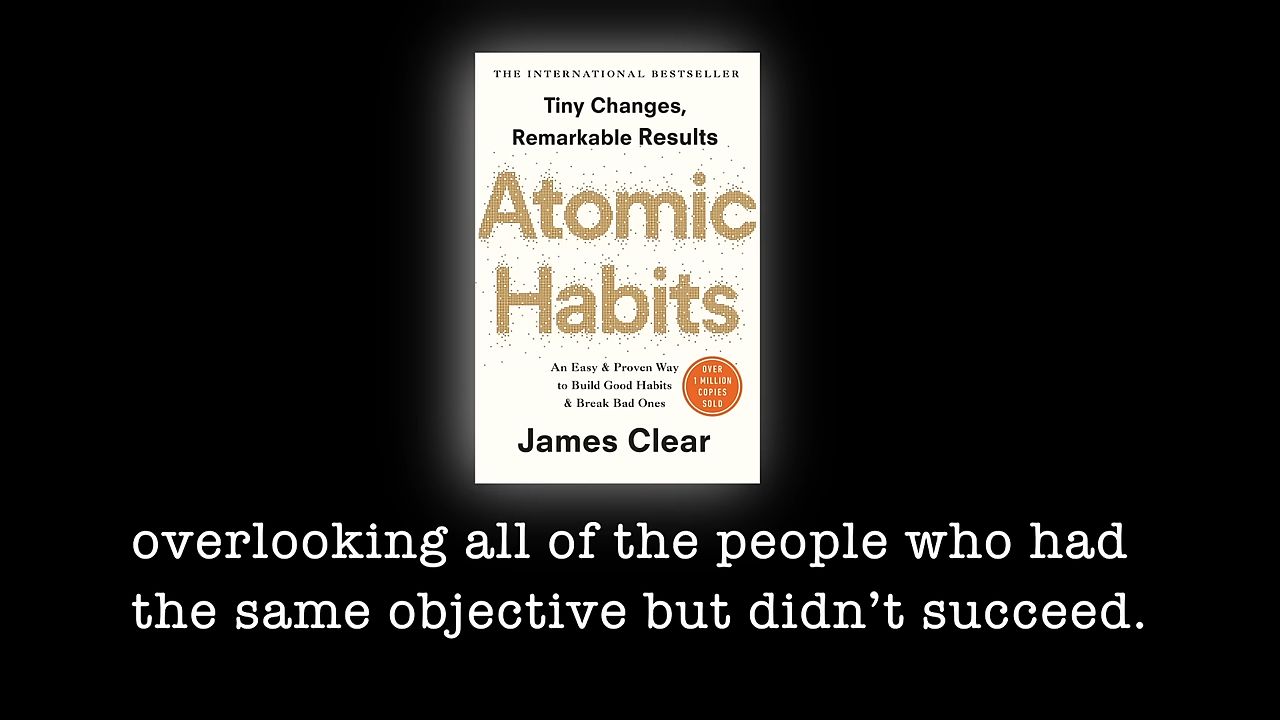 THE INTERNATIONAL BESTSELLER
Tiny Changes,
Remarkable Results
Atomic
Habits
An Easy & Proven Way
to Build Good Habits
& Break Bad Ones
OVER
1 MILLION
COPIES
SOLD
James Clear
overlooking all of the people who had
the same objective but didn’t succeed.